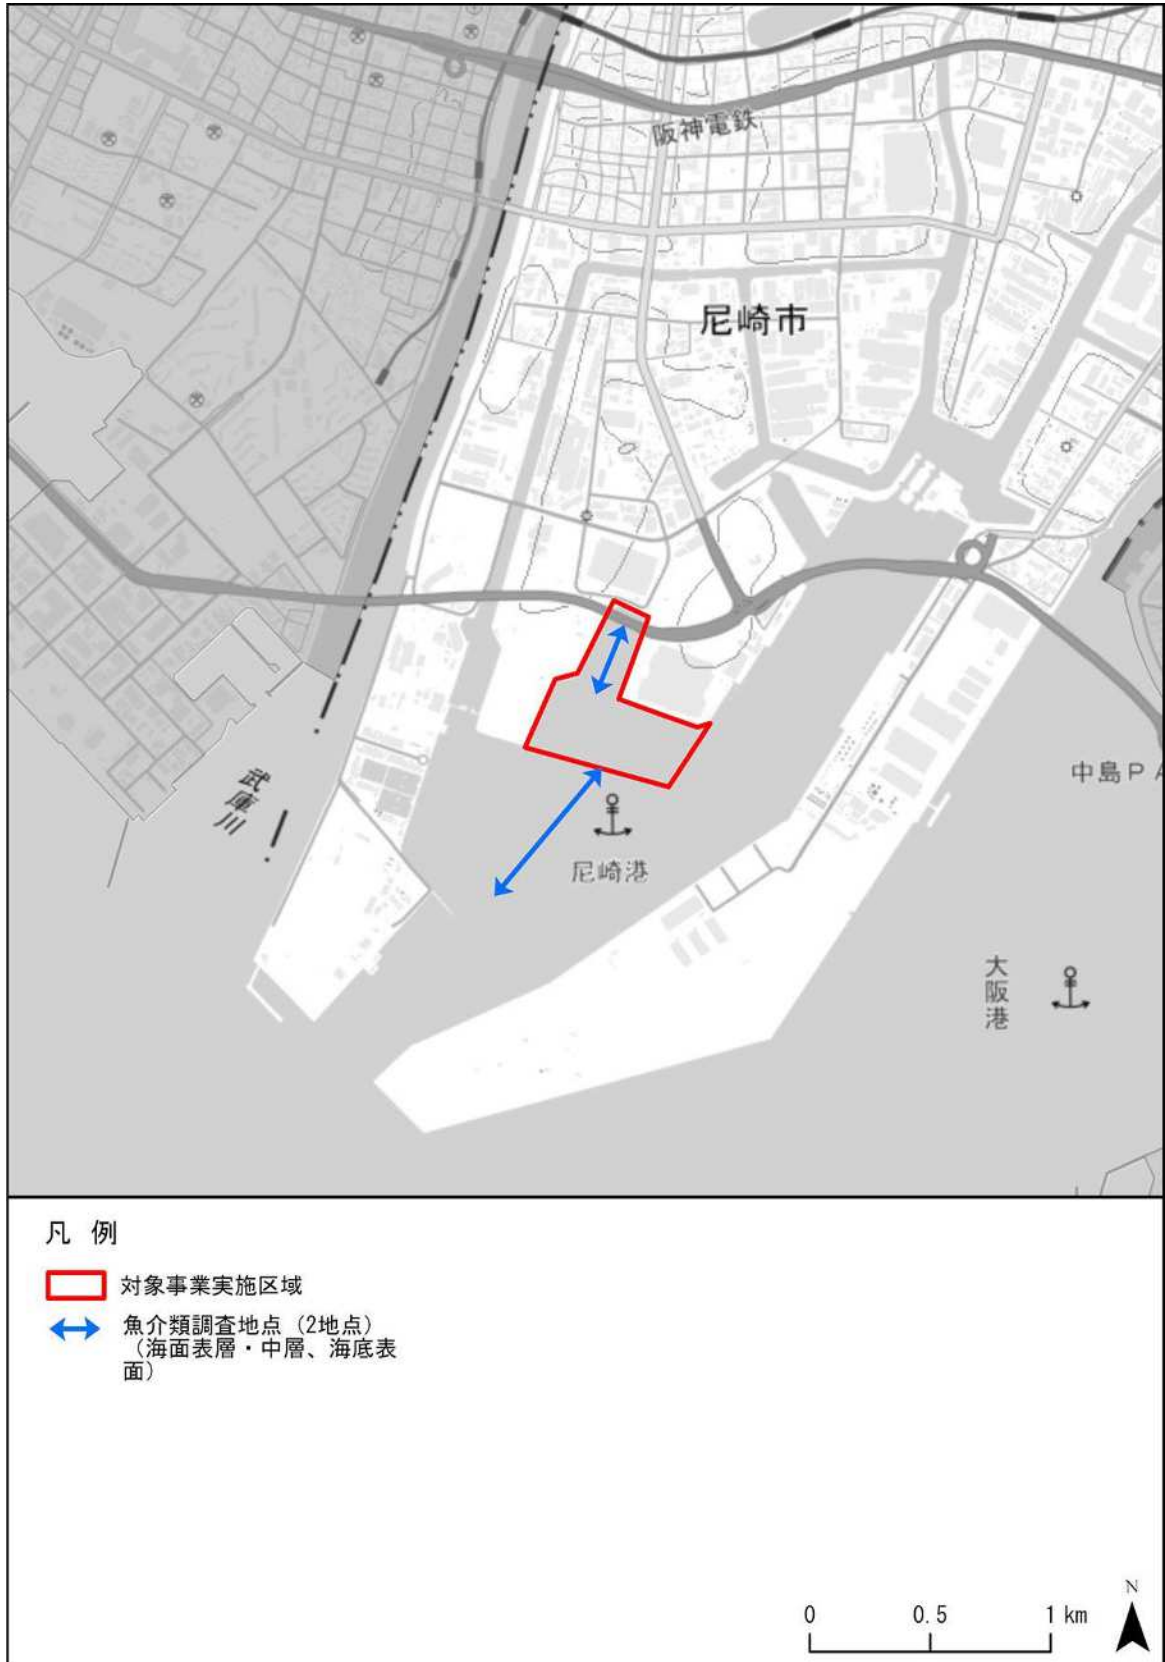 阪神電鉄
尼崎市
中島ＰＡ
武庫川
尼崎港
大阪港
凡 例
対象事業実施区域
魚介類調査地点（2地点）
（海面表層・中層、海底表
面）
N
0 0.5 1 km